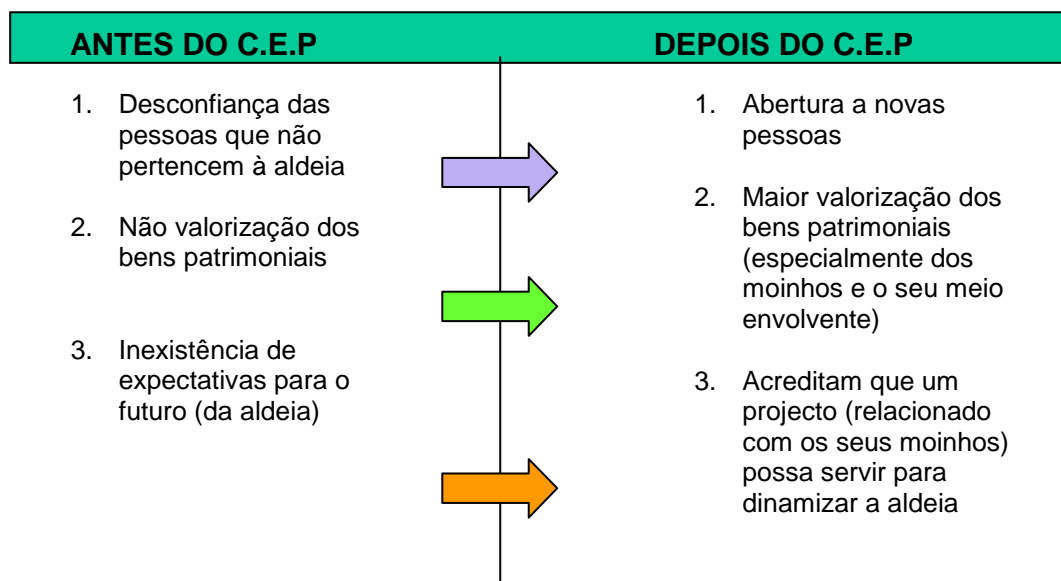 ANTES DO C.E.P
DEPOIS DO C.E.P
1. Desconfiança das
pessoas que não
pertencem à aldeia
2. Não valorização dos
bens patrimoniais
3. Inexistência de
expectativas para o
futuro (da aldeia)
1. Abertura a novas
pessoas
2. Maior valorização dos
bens patrimoniais
(especialmente dos
moinhos e o seu meio
envolvente)
3. Acreditam que um
projecto (relacionado
com os seus moinhos)
possa servir para
dinamizar a aldeia